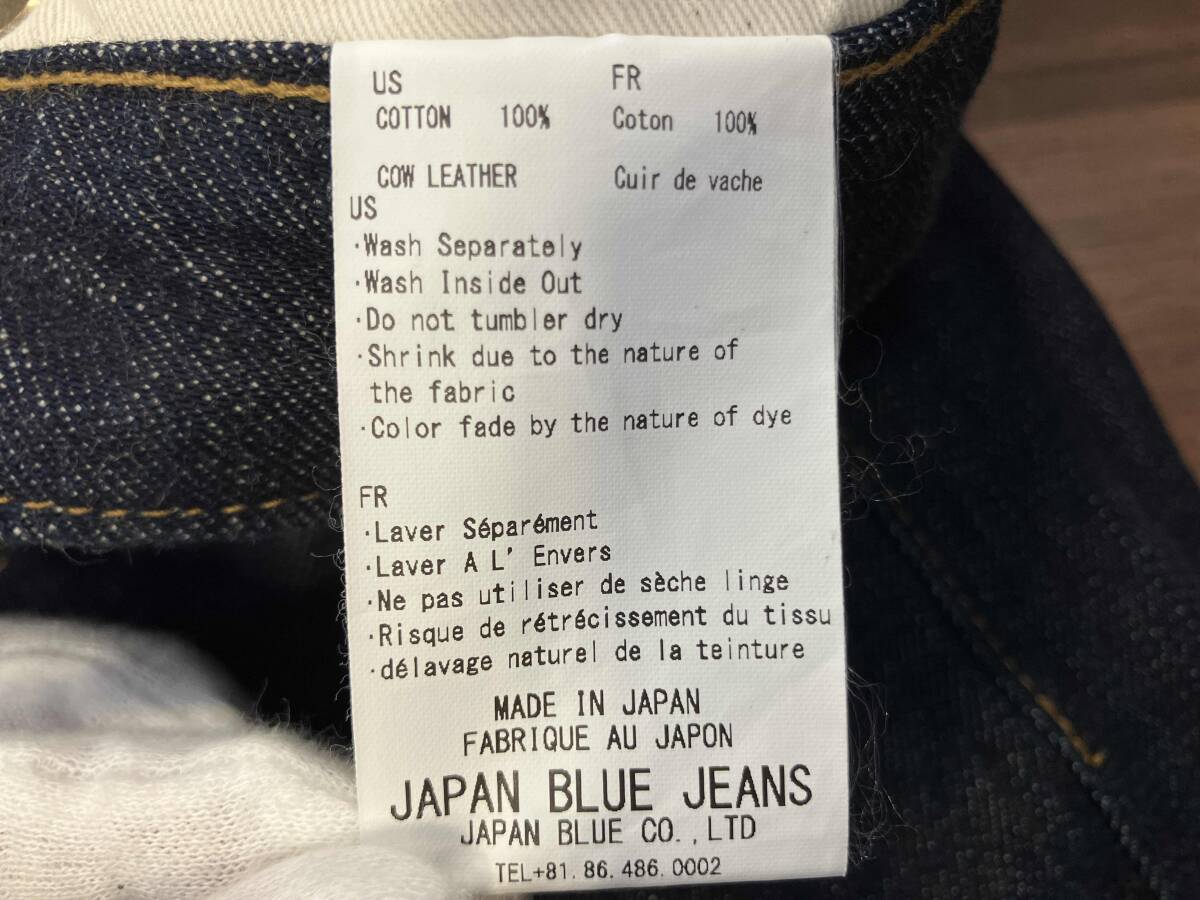 US FR
COTTON 100% Coton 100%
COW LEATHER Cuir de vache
US
·Wash Separately
·Wash Inside Out
·Do not tumbler dry
·Shrink due to the nature of
the fabric
·Color fade by the nature of dye
FR
·Laver Séparément
·Laver A L' Envers
·Ne pas utiliser de sèche linge
·Risque de rétrécissement du tissu
·délavage naturel de la teinture
MADE IN JAPAN
FABRIQUE AU JAPON
JAPAN BLUE JEANS
JAPAN BLUE CO.,LTD
TEL+81. 86. 486. 0002